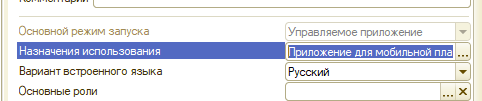 Основной режим запуска Управляемое приложение
Назначения использования Приложение для мобильной пла ...
Вариант встроенного языка Русский
Основные роли ... ×